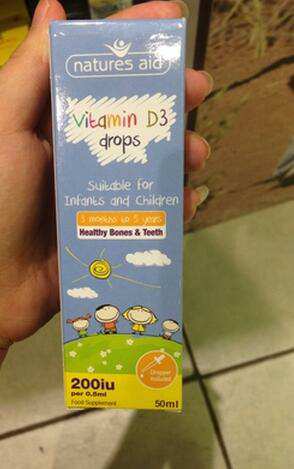 natures aid
Vitamin D3
drops
Suitable for
Infants and Children
3 months to 5 years
Healthy Bones & Teeth
Dropper
Included
200iu
per 0.5ml
Food Supplement
50ml